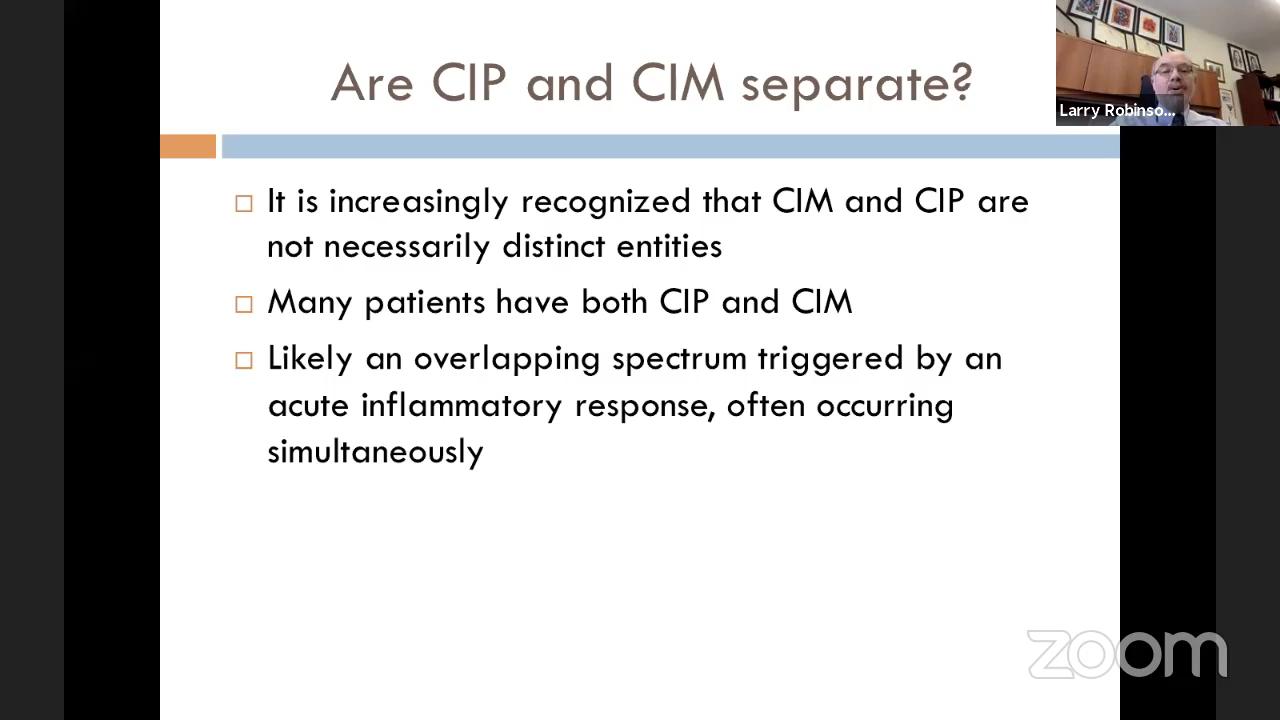 Are CIP and CIM separate?
Larry Robinso...
It is increasingly recognized that CIM and CIP are
not necessarily distinct entities
Many patients have both CIP and CIM
Likely an overlapping spectrum triggered by an
acute inflammatory response, often occurring
simultaneously
zoom